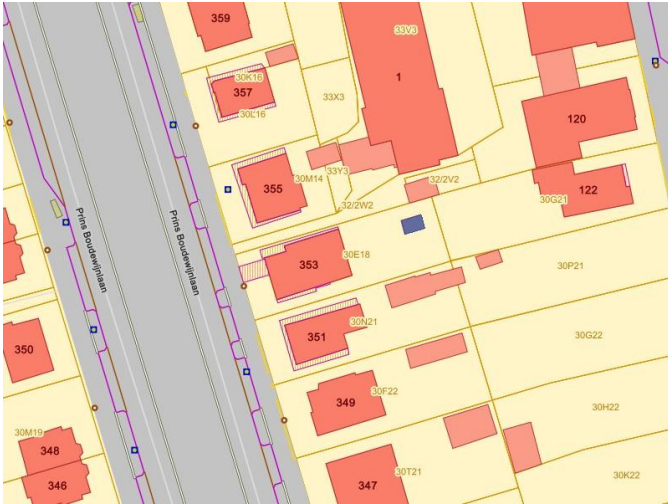 359
33V3
30K16
1
357
33X3
30L16
120
33Y3
355
30M14
32/2V2
122
32/2W2
30G21
Prins Boudewijnlaan
Prins Boudewijnlaan
353
30E18
30P21
30N21
351
350
30G22
349
30F22
30H22
30M19
348
30T21
30K22
346
347